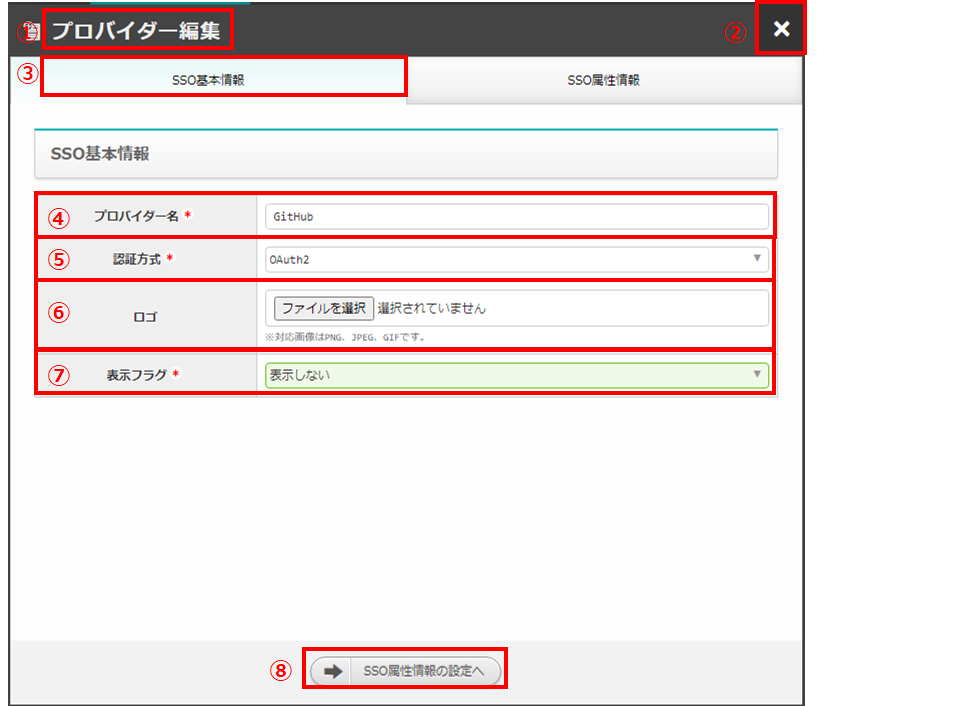 ① プロバイダー編集 ② ×
③ SSO基本情報 SSO属性情報
SSO基本情報
④ プロバイダー名 * GitHub
⑤ 認証方式 * OAuth2 ▼
⑥ ロゴ ファイルを選択 選択されていません
※対応画像はPNG、JPEG、GIFです。
⑦ 表示フラグ * 表示しない ▼
⑧ SSO属性情報の設定へ